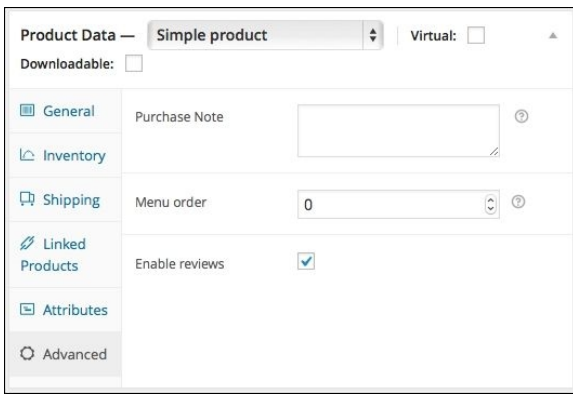 Product Data — Simple product Virtual:
Downloadable:
General
Inventory
Shipping
Linked
Products
Attributes
Advanced
Purchase Note
Menu order 0
Enable reviews